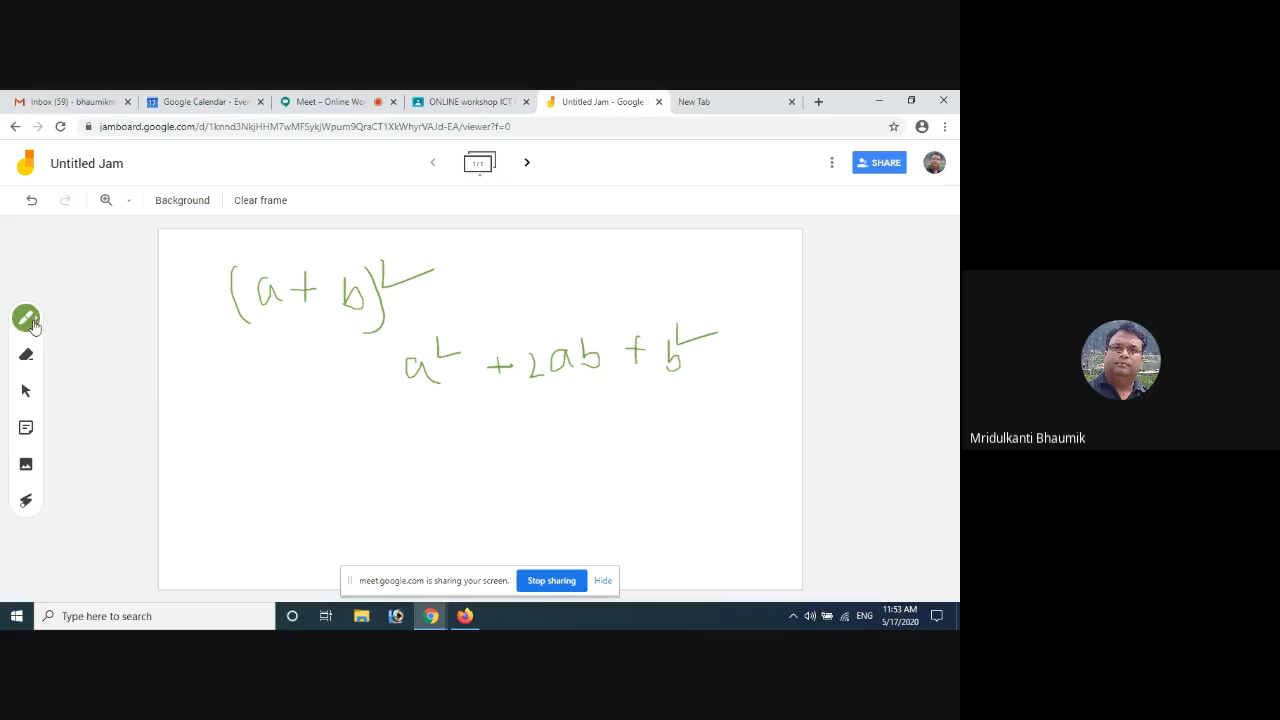 Inbox (59) - bhaumikm
Google Calendar - Even
Meet – Online Wo
ONLINE workshop ICT
Untitled Jam - Google J
New Tab
jamboard.google.com/d/1knnd3NkjHHM7wMFSykjWpum9QraCT1XkWhyrVAJd-EA/viewer?f=0
Untitled Jam
1/1
SHARE
Background
Clear frame
(a + b)²
a² + 2ab + b²
Mridulkanti Bhaumik
meet.google.com is sharing your screen.
Stop sharing
Hide
Type here to search
ENG
11:53 AM
5/17/2020